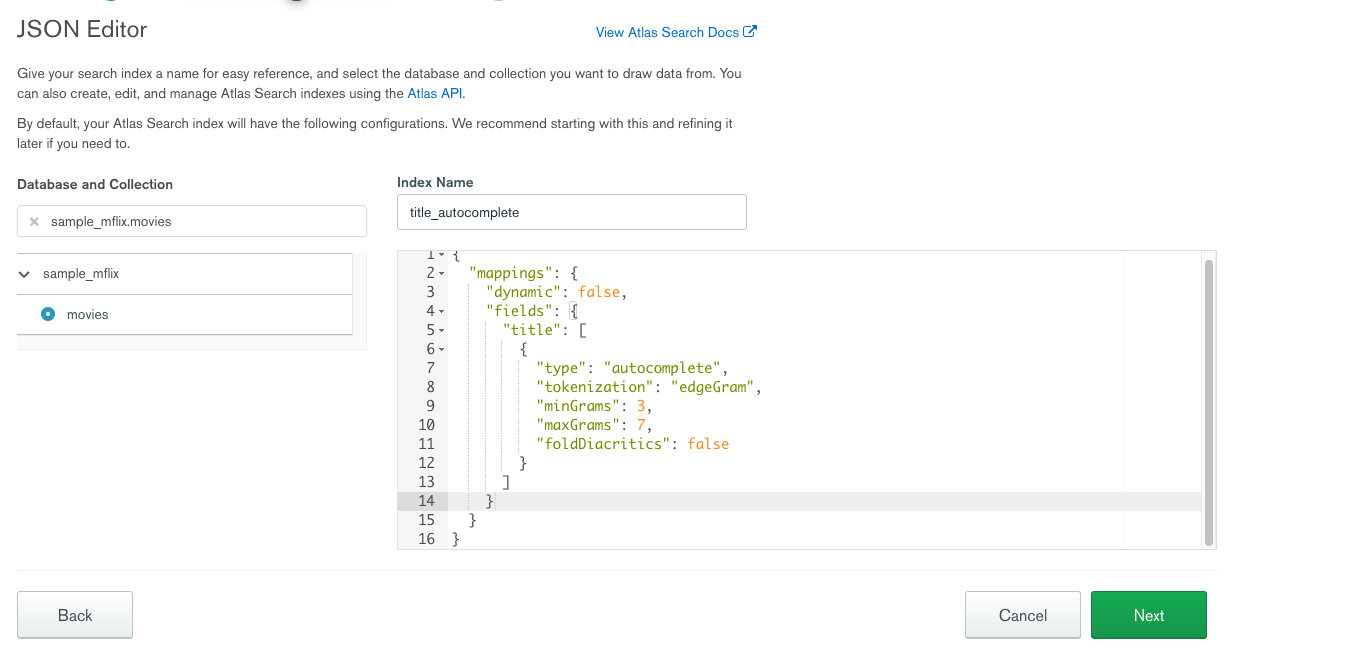 JSON Editor
View Atlas Search Docs
Give your search index a name for easy reference, and select the database and collection you want to draw data from. You
can also create, edit, and manage Atlas Search indexes using the Atlas API.
By default, your Atlas Search index will have the following configurations. We recommend starting with this and refining it
later if you need to.
Database and Collection
sample_mflix.movies
sample_mflix
movies
Index Name
title_autocomplete
1 {
2   "mappings": {
3     "dynamic": false,
4     "fields": {
5       "title": [
6         {
7           "type": "autocomplete",
8           "tokenization": "edgeGram",
9           "minGrams": 3,
10           "maxGrams": 7,
11           "foldDiacritics": false
12         }
13       ]
14     }
15   }
16 }
Back
Cancel
Next